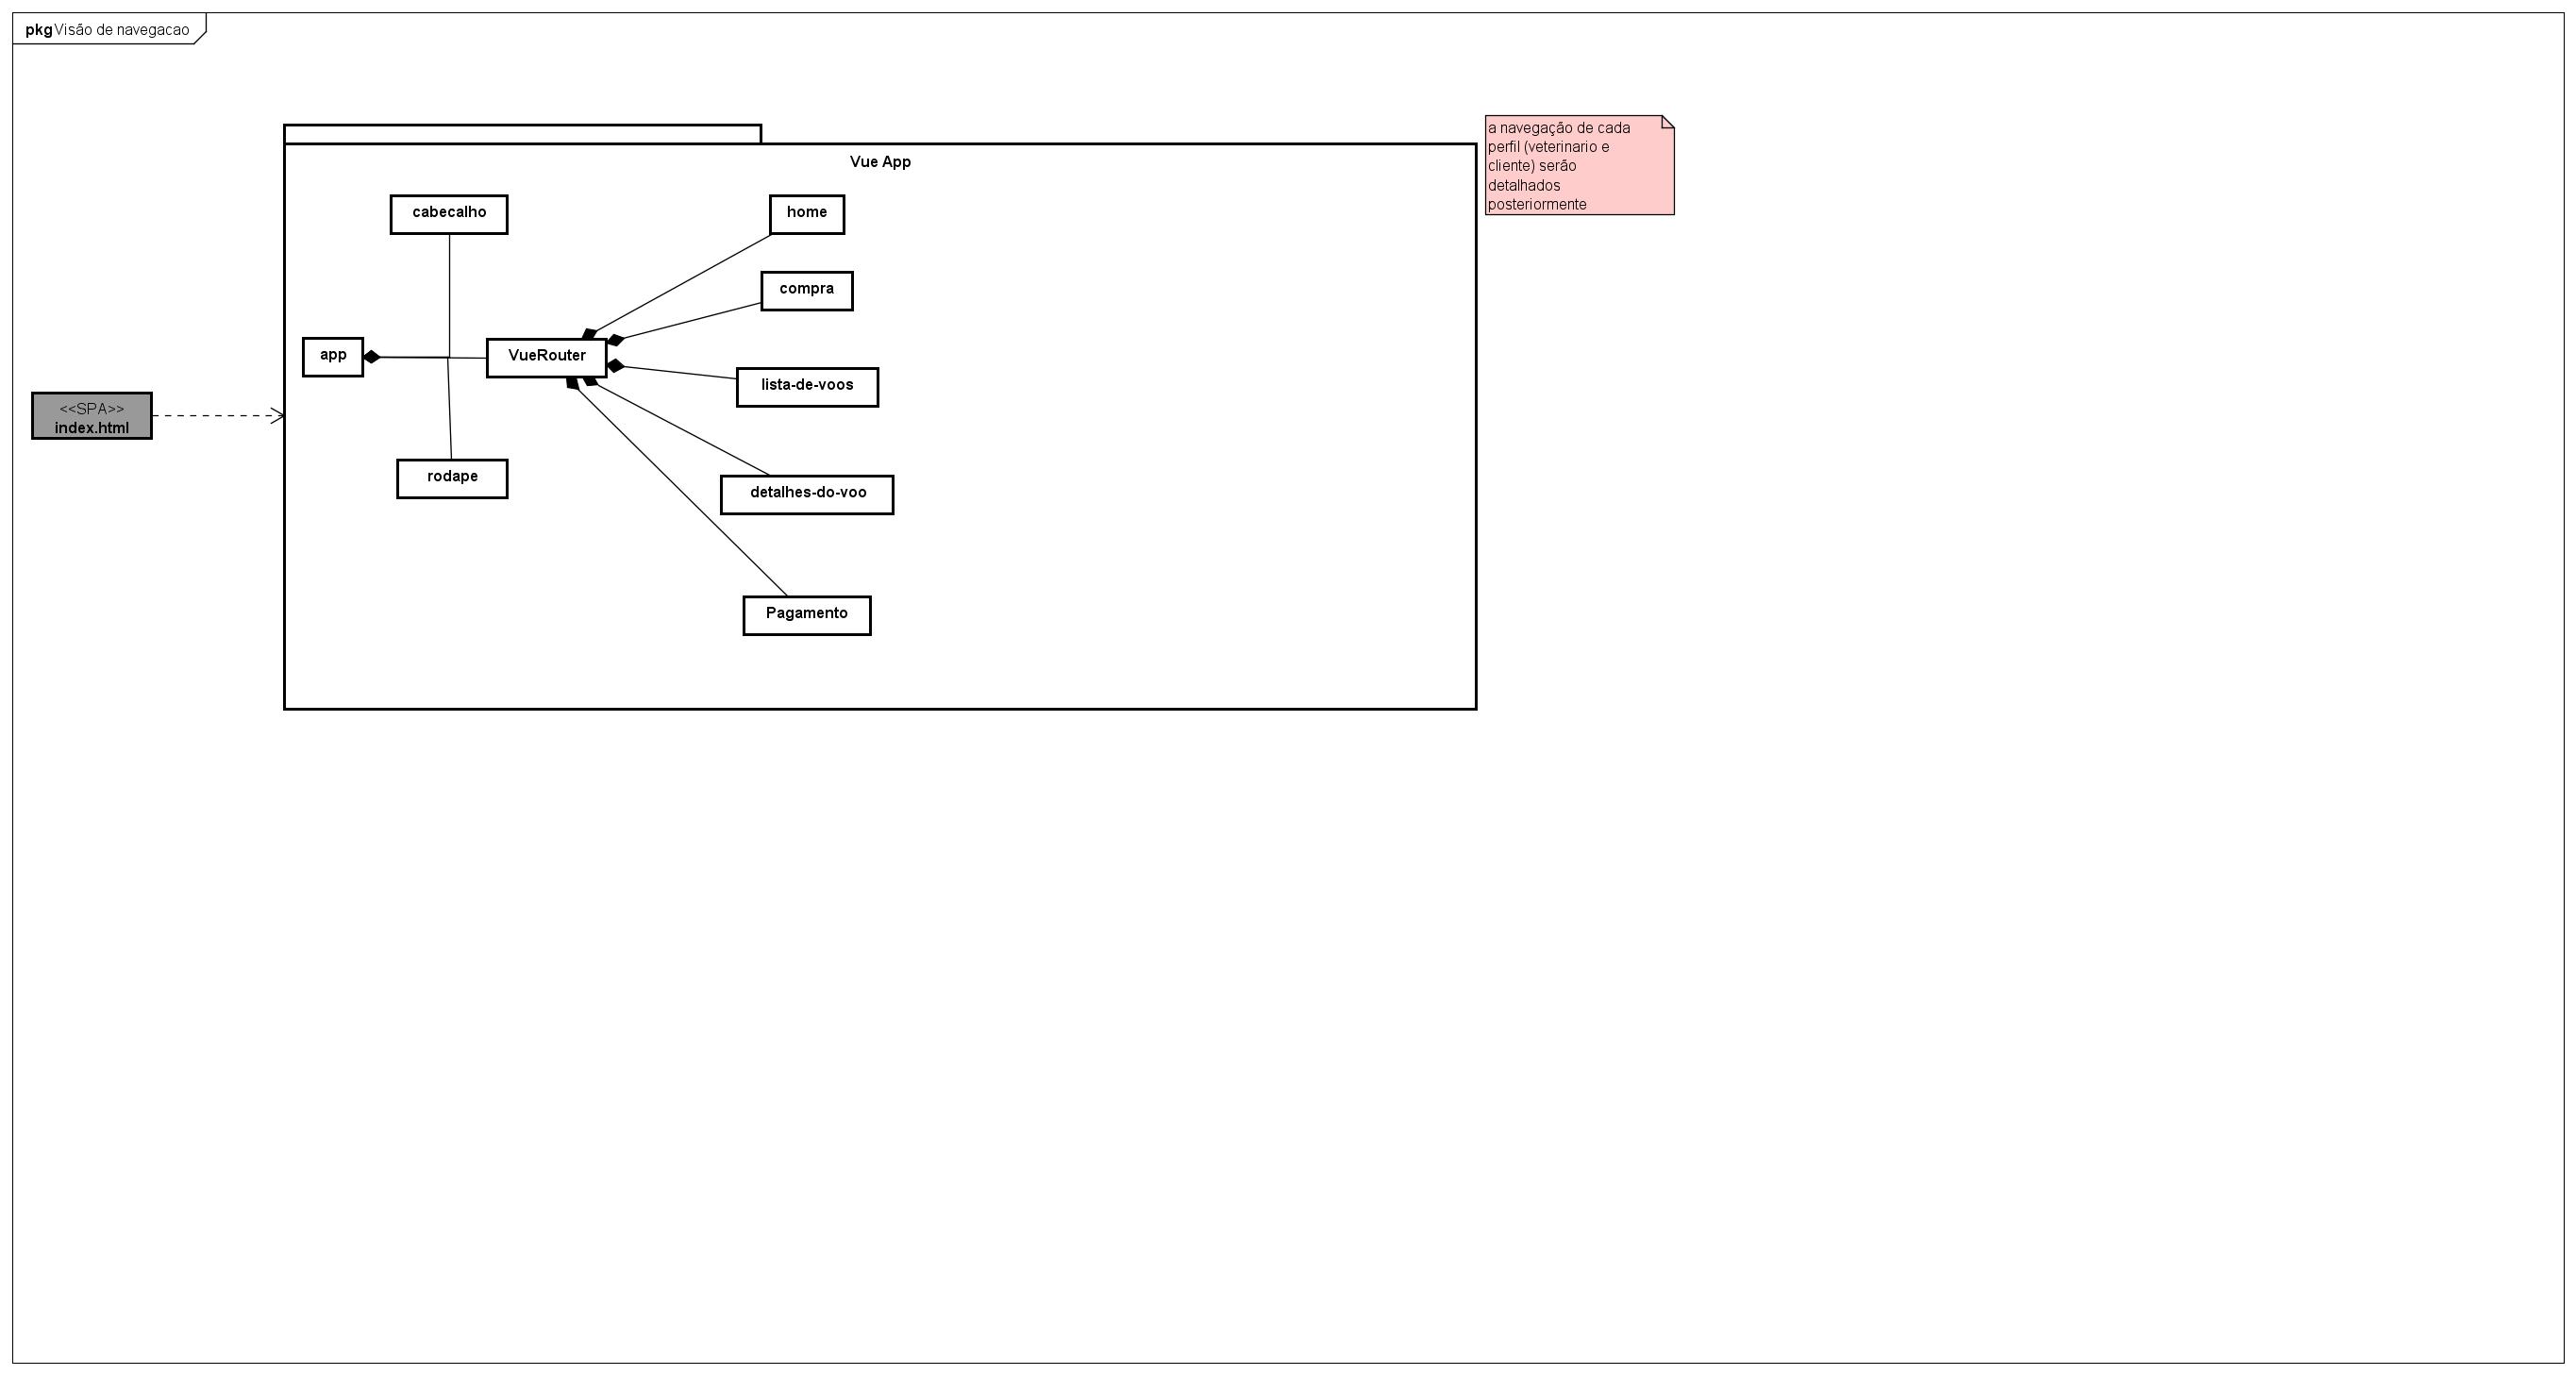 pkg Visão de navegacao
Vue App
a navegação de cada
perfil (veterinario e
cliente) serão
detalhados
posteriormente
cabecalho
home
compra
app
VueRouter
lista-de-voos
<<SPA>>
index.html
rodape
detalhes-do-voo
Pagamento